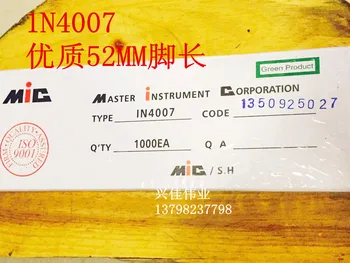 1N4007
优质52MM脚长
MIC
MASTER INSTRUMENT CORPORATION
Green Product
TYPE IN4007 CODE 1350925027
ISO
9001
Q'TY 1000EA Q A
MIC / S.H
兴佳伟业
13798237798